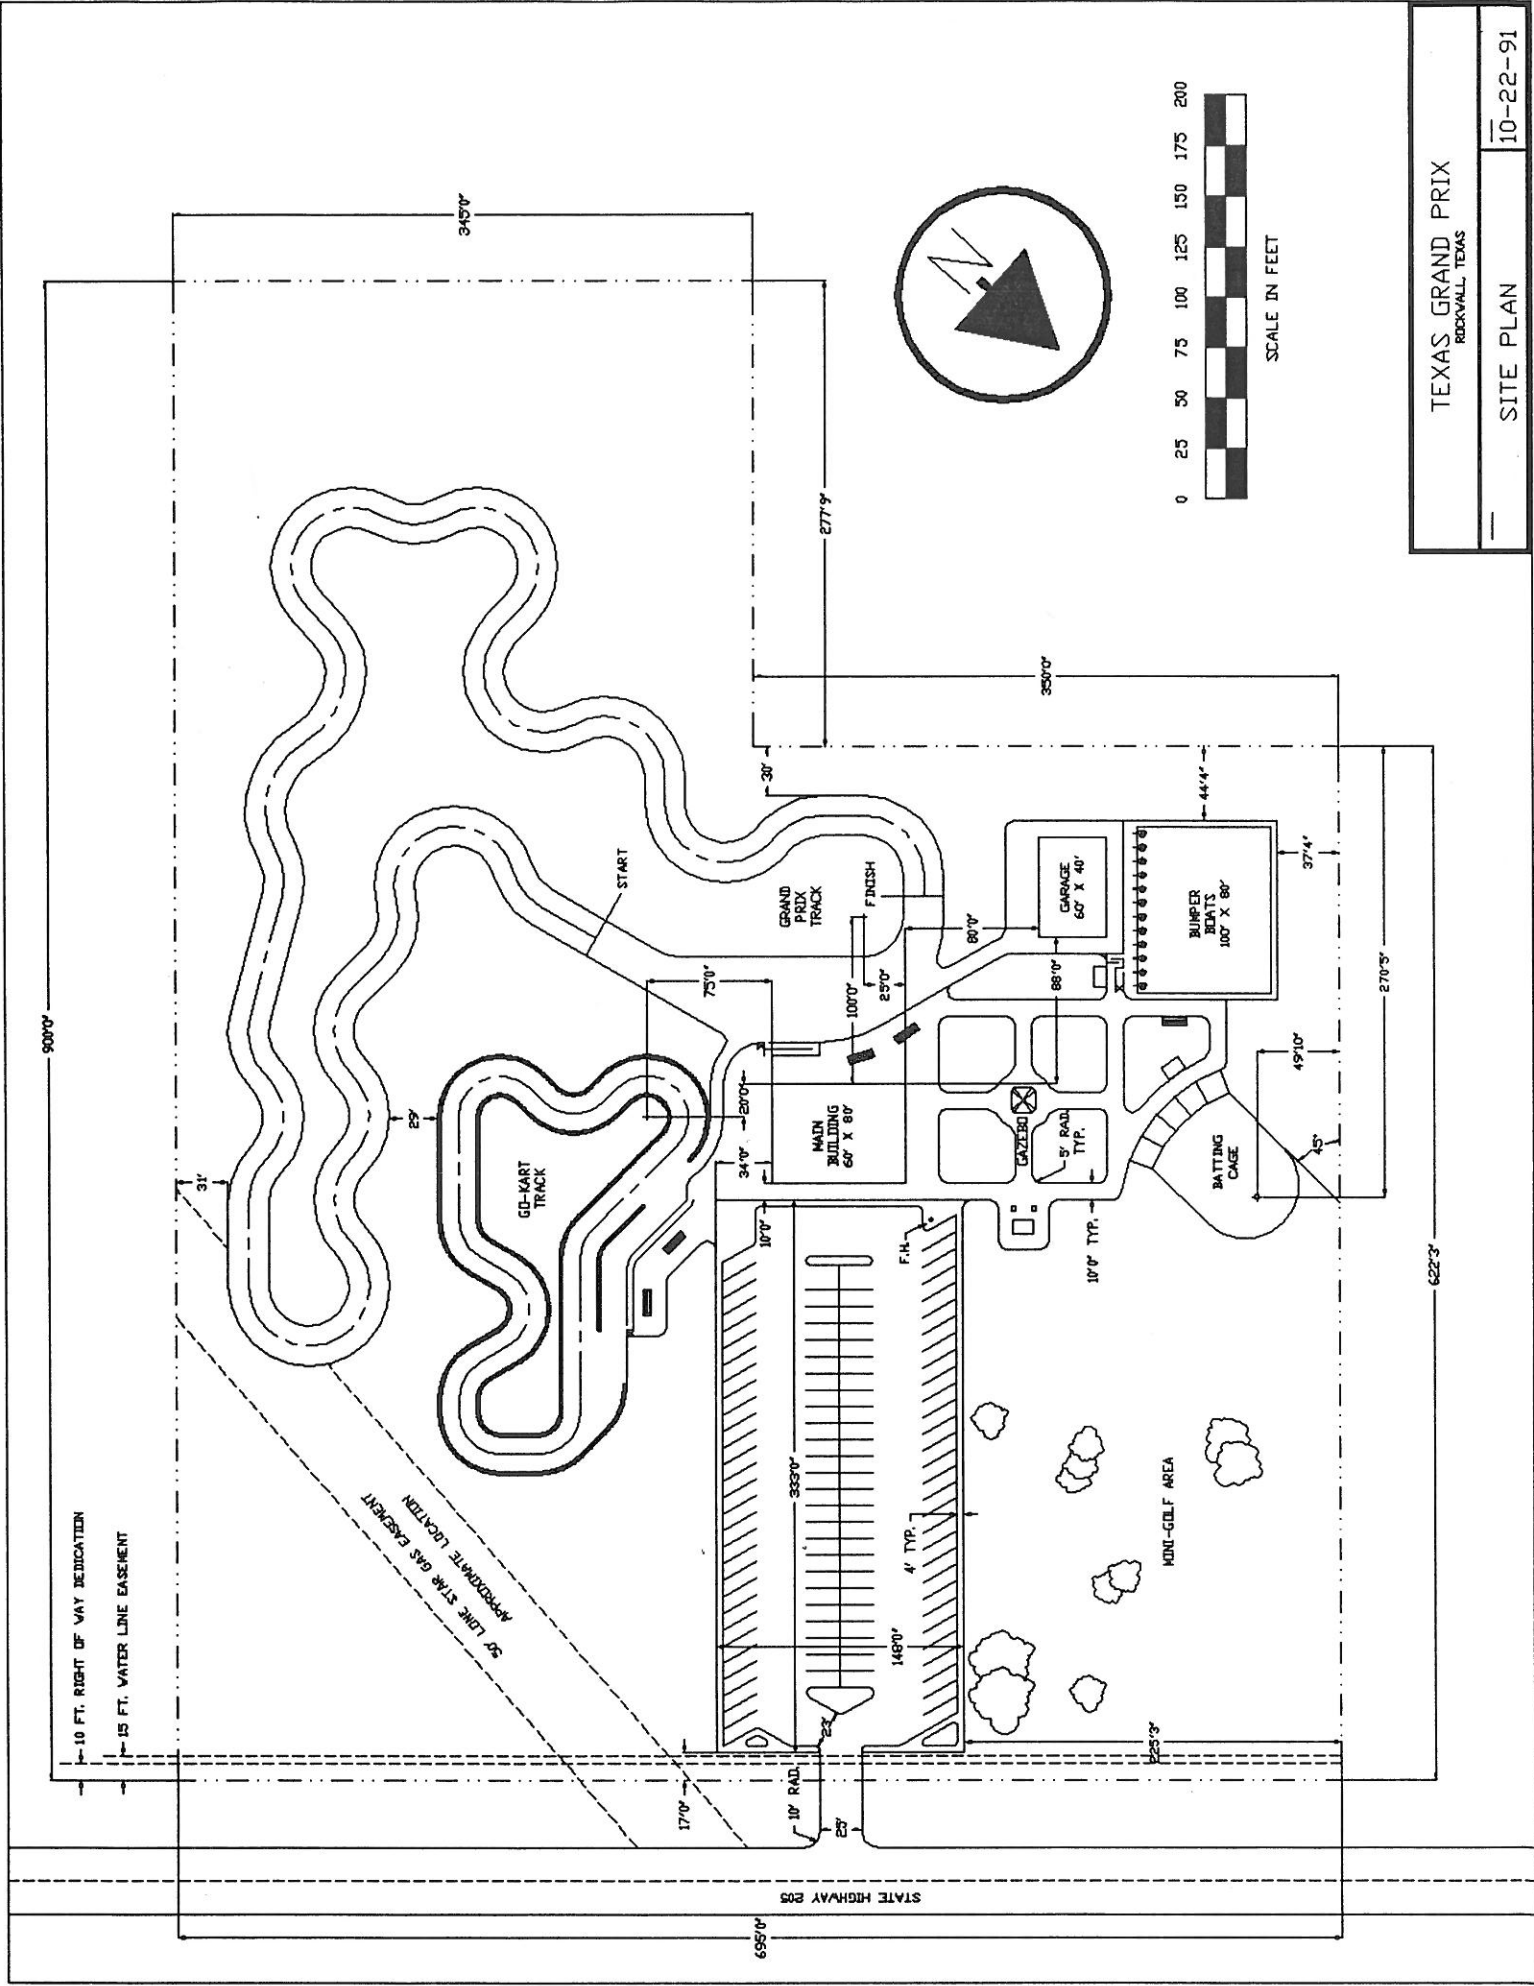 TEXAS GRAND PRIX
ROCKWALL, TEXAS
SITE PLAN
10-22-91
10 FT. RIGHT OF WAY DEDICATION
15 FT. WATER LINE EASEMENT
900'0"
345'0"
277'9"
350'0"
N
0 25 50 75 100 125 150 175 200
SCALE IN FEET
50' LONE STAR GAS EASEMENT
APPROXIMATE LOCATION
31'
29'
GO-KART
TRACK
START
GRAND
PRIX
TRACK
FINISH
30'
75'0"
100'0"
25'0"
80'0"
88'0"
20'0"
34'0"
10'0"
MAIN
BUILDING
60' X 80'
GARAGE
60' X 40'
BUMPER
BOATS
100' X 80'
44'4"
37'4"
270'5"
49'10"
45°
622'3"
GAZEBO
5' RAD.
TYP.
10'0" TYP.
BATTING
CAGE
F.H.
333'0"
4' TYP.
148'0"
MINI-GOLF AREA
225'3"
23'
10' RAD.
25'
17'0"
STATE HIGHWAY 205
695'0"